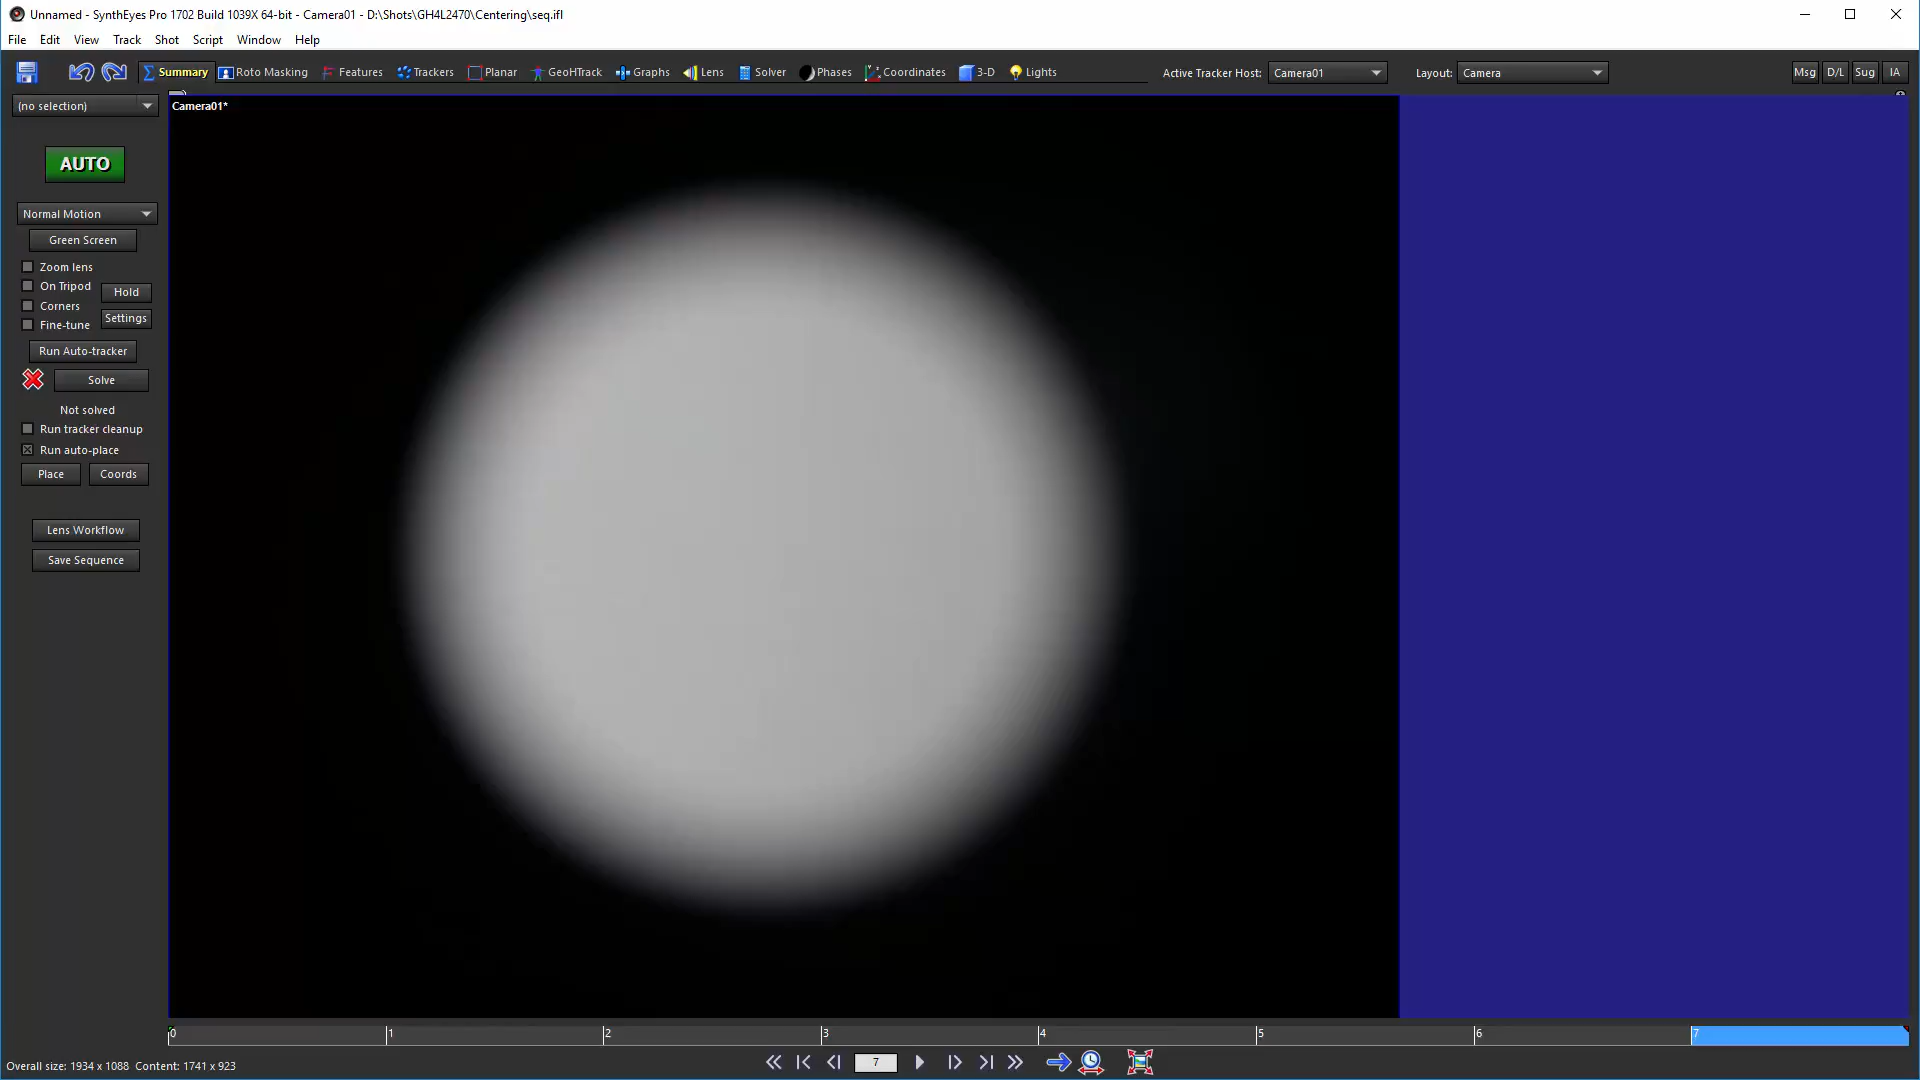 Unnamed - SynthEyes Pro 1702 Build 1039X 64-bit - Camera01 - D:\Shots\GH4L2470\Centering\seq.ifl
File Edit View Track Shot Script Window Help
Summary Roto Masking Features Trackers Planar GeoHTrack Graphs Lens Solver Phases Coordinates 3-D Lights Active Tracker Host: Camera01 Layout: Camera Msg D/L Sug IA
(no selection)
Camera01*
AUTO
Normal Motion
Green Screen
Zoom lens
On Tripod
Hold
Corners
Settings
Fine-tune
Run Auto-tracker
Solve
Not solved
Run tracker cleanup
Run auto-place
Place Coords
Lens Workflow
Save Sequence
0 1 2 3 4 5 6 7
7
Overall size: 1934 x 1088 Content: 1741 x 923